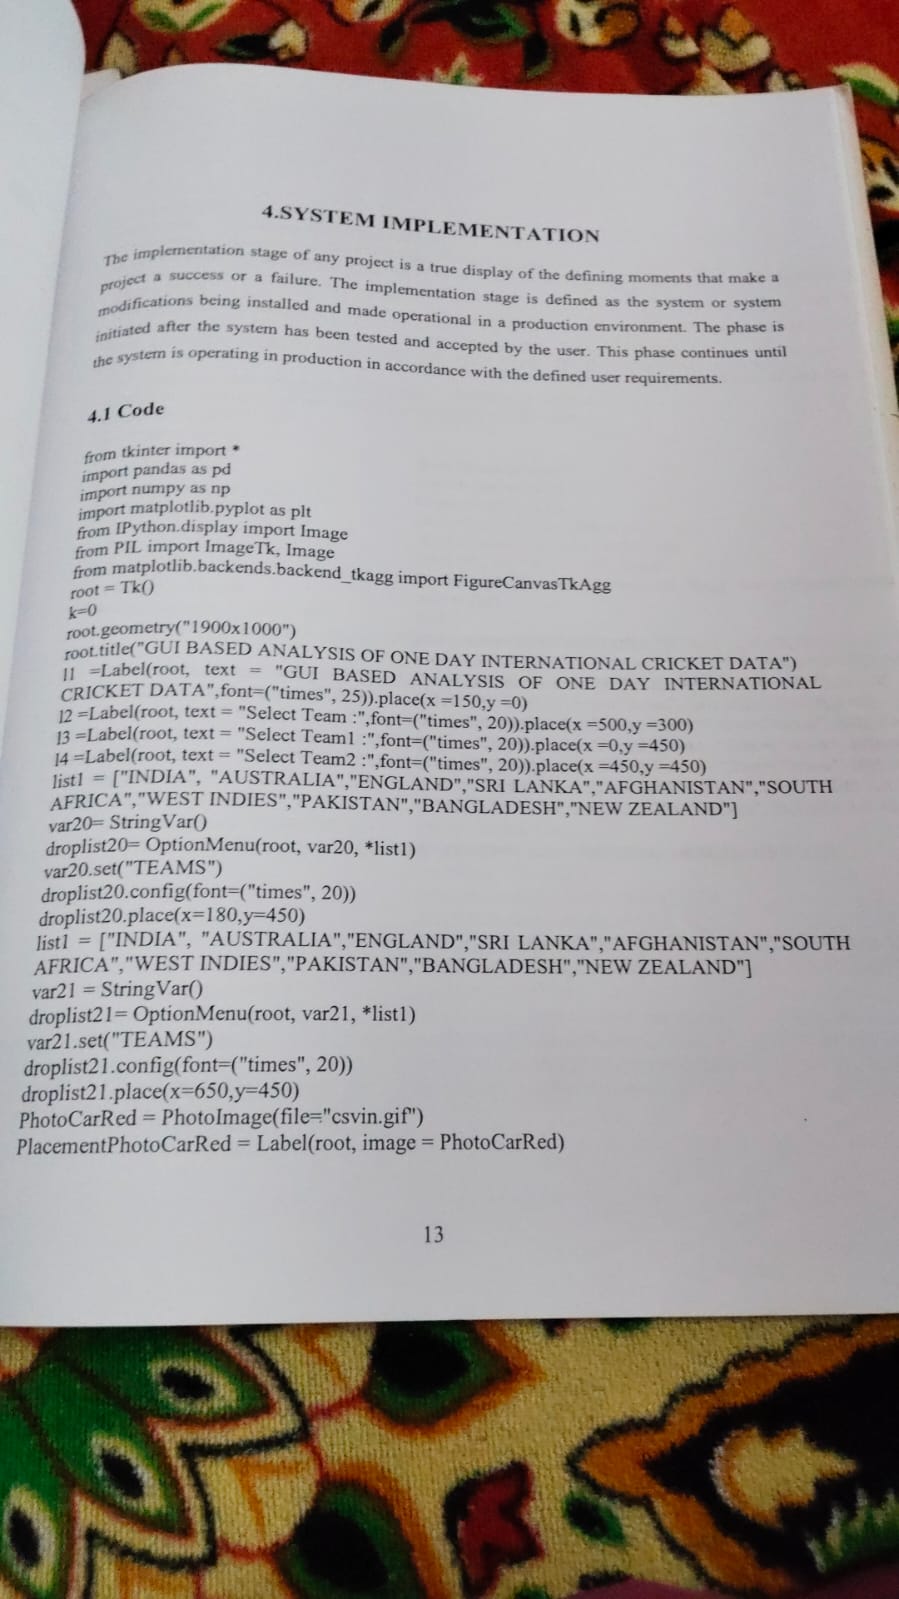 4.SYSTEM IMPLEMENTATION
The implementation stage of any project is a true display of the defining moments that make a
project a success or a failure. The implementation stage is defined as the system or system
modifications being installed and made operational in a production environment. The phase is
initiated after the system has been tested and accepted by the user. This phase continues until
the system is operating in production in accordance with the defined user requirements.
4.1 Code
from tkinter import *
import pandas as pd
import numpy as np
import matplotlib.pyplot as plt
from IPython.display import Image
from PIL import ImageTk, Image
from matplotlib.backends.backend_tkagg import FigureCanvasTkAgg
root = Tk()
k=0
root.geometry("1900x1000")
root.title("GUI BASED ANALYSIS OF ONE DAY INTERNATIONAL CRICKET DATA")
l1 =Label(root, text = "GUI BASED ANALYSIS OF ONE DAY INTERNATIONAL
CRICKET DATA",font=("times", 25)).place(x =150,y =0)
l2 =Label(root, text = "Select Team :",font=("times", 20)).place(x =500,y =300)
l3 =Label(root, text = "Select Team1 :",font=("times", 20)).place(x =0,y =450)
l4 =Label(root, text = "Select Team2 :",font=("times", 20)).place(x =450,y =450)
list1 = ["INDIA", "AUSTRALIA","ENGLAND","SRI LANKA","AFGHANISTAN","SOUTH
AFRICA","WEST INDIES","PAKISTAN","BANGLADESH","NEW ZEALAND"]
var20= StringVar()
droplist20= OptionMenu(root, var20, *list1)
var20.set("TEAMS")
droplist20.config(font=("times", 20))
droplist20.place(x=180,y=450)
list1 = ["INDIA", "AUSTRALIA","ENGLAND","SRI LANKA","AFGHANISTAN","SOUTH
AFRICA","WEST INDIES","PAKISTAN","BANGLADESH","NEW ZEALAND"]
var21 = StringVar()
droplist21= OptionMenu(root, var21, *list1)
var21.set("TEAMS")
droplist21.config(font=("times", 20))
droplist21.place(x=650,y=450)
PhotoCarRed = PhotoImage(file="csvin.gif")
PlacementPhotoCarRed = Label(root, image = PhotoCarRed)
13